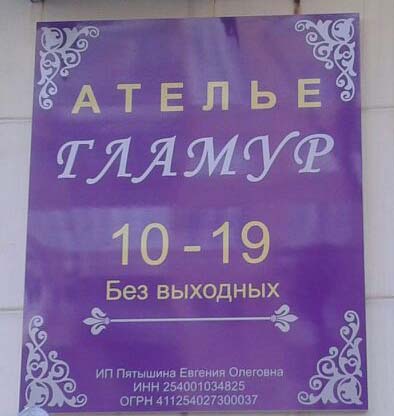 АТЕЛЬЕ
ГЛАМУР
10 - 19
Без выходных
ИП Пятышина Евгения Олеговна
ИНН 254001034825
ОГРН 411254027300037